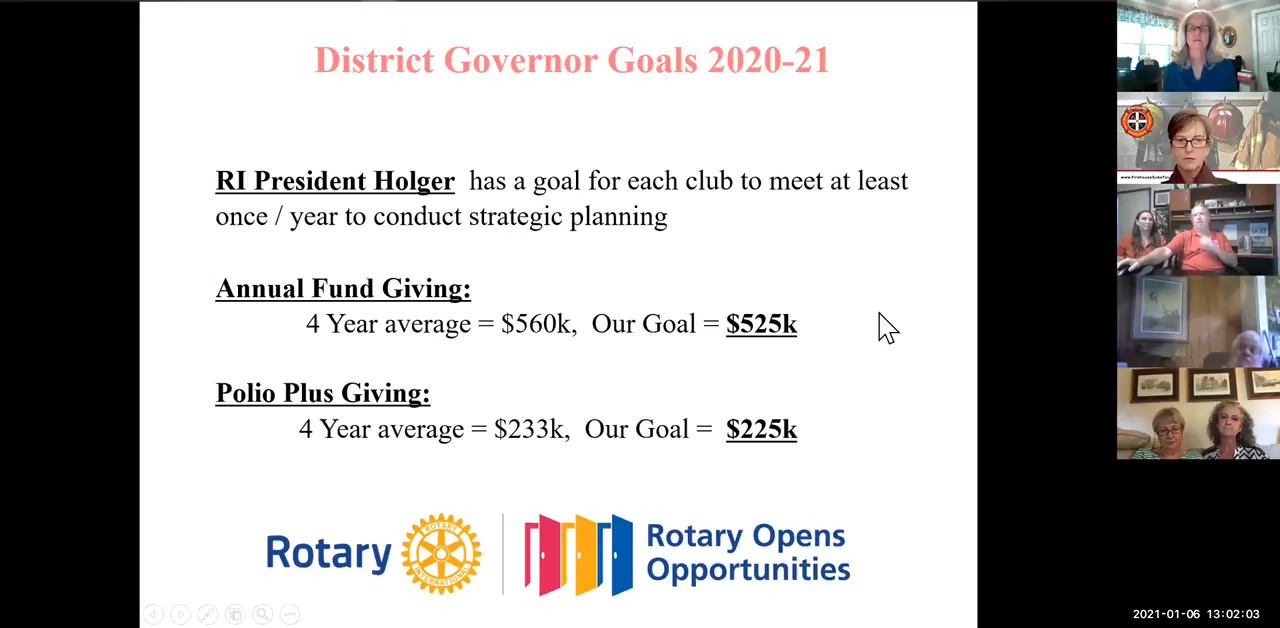 District Governor Goals 2020-21
RI President Holger has a goal for each club to meet at least
once / year to conduct strategic planning
Annual Fund Giving:
4 Year average = $560k, Our Goal = $525k
Polio Plus Giving:
4 Year average = $233k, Our Goal = $225k
Rotary
ROTARY
INTERNATIONAL
Rotary Opens
Opportunities
2021-01-06 13:02:03